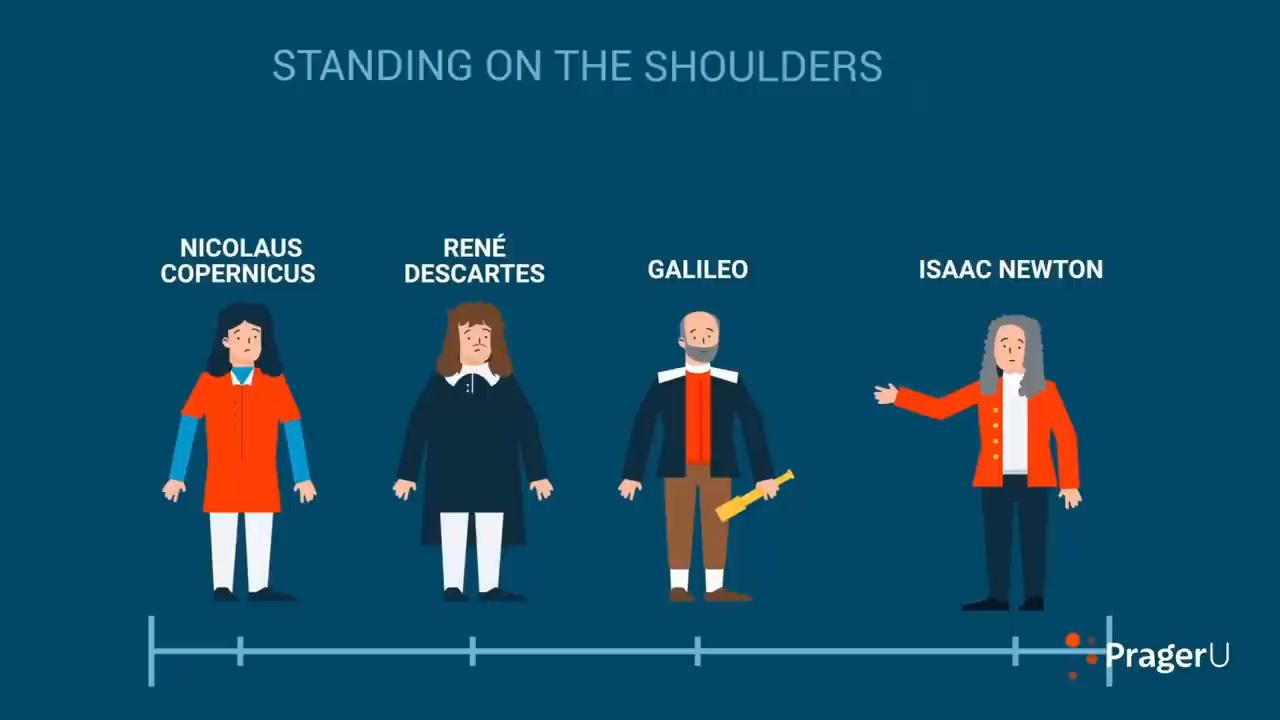 STANDING ON THE SHOULDERS
NICOLAUS
COPERNICUS
RENÉ
DESCARTES
GALILEO
ISAAC NEWTON
PragerU